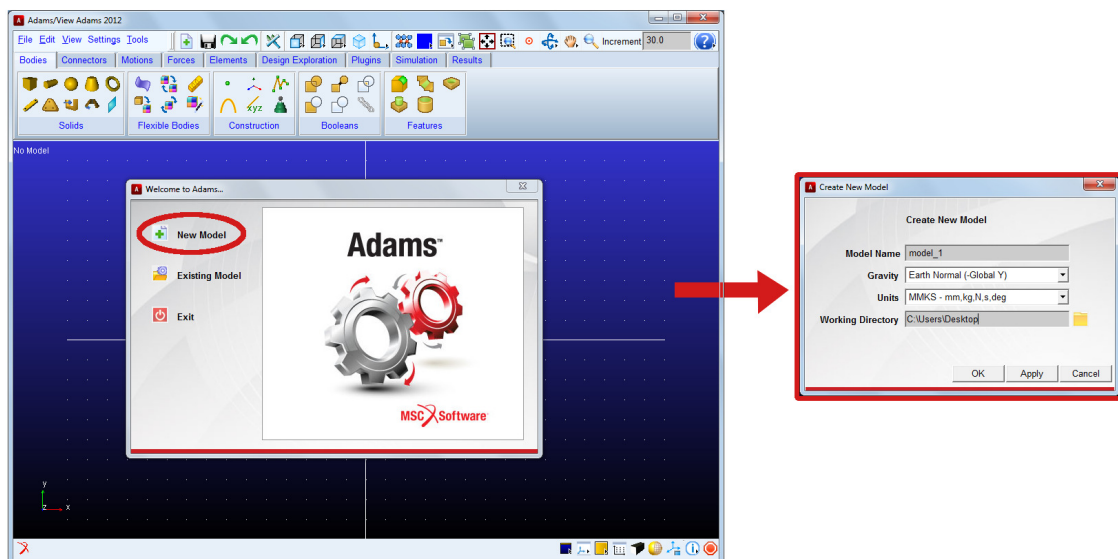 Adams/View Adams 2012
File Edit View Settings Tools
Increment 30.0
Bodies Connectors Motions Forces Elements Design Exploration Plugins Simulation Results
xyz
Solids Flexible Bodies Construction Booleans Features
No Model
Welcome to Adams...
New Model
Existing Model
Exit
Adams™
MSC Software
y
z x
Create New Model
Create New Model
Model Name model_1
Gravity Earth Normal (-Global Y)
Units MMKS - mm,kg,N,s,deg
Working Directory C:\Users\Desktop
OK Apply Cancel